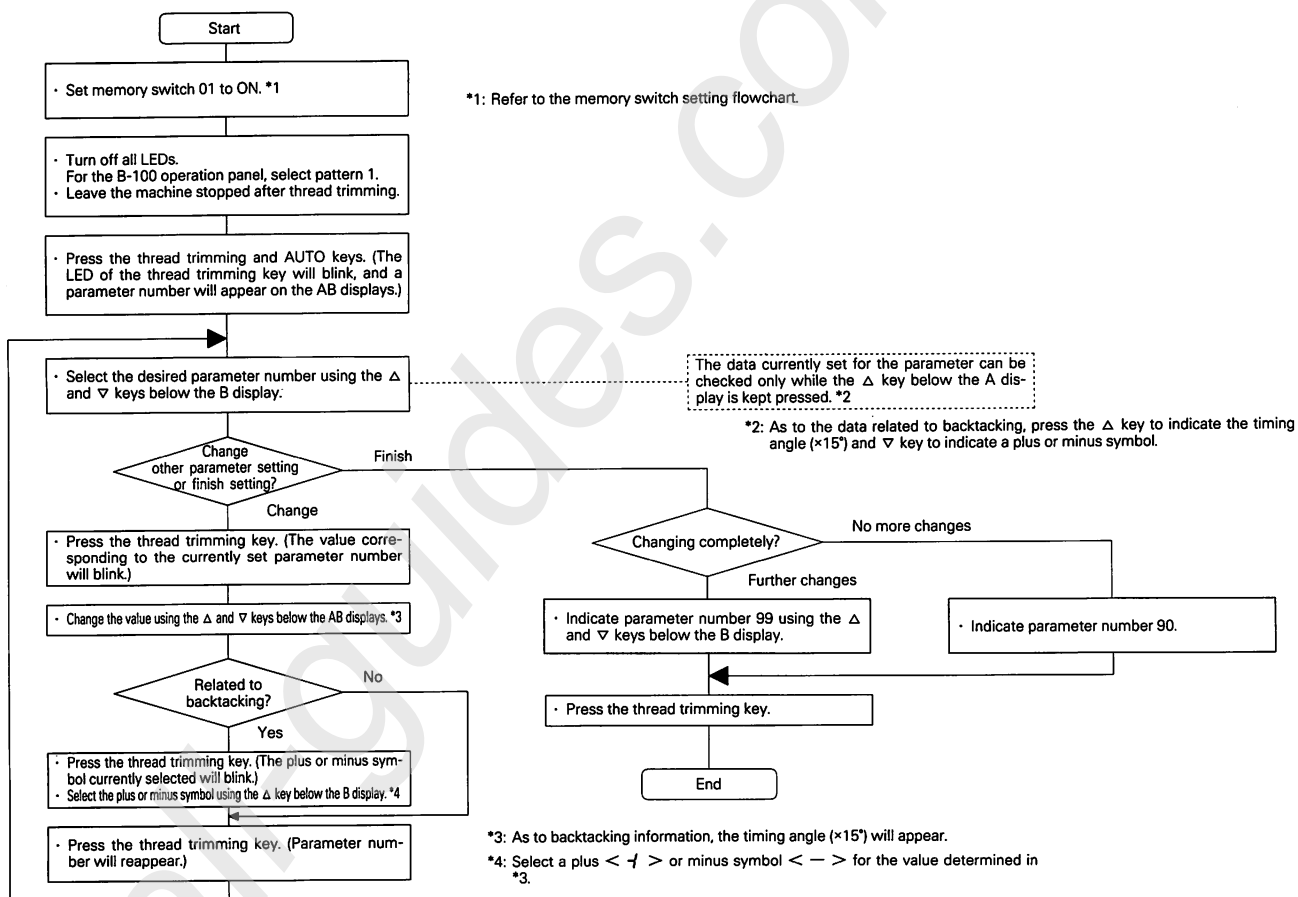 Start
· Set memory switch 01 to ON. *1
*1: Refer to the memory switch setting flowchart.
· Turn off all LEDs.
For the B-100 operation panel, select pattern 1.
· Leave the machine stopped after thread trimming.
· Press the thread trimming and AUTO keys. (The
LED of the thread trimming key will blink, and a
parameter number will appear on the AB displays.)
· Select the desired parameter number using the △
and ▽ keys below the B display.
The data currently set for the parameter can be
checked only while the △ key below the A dis-
play is kept pressed. *2
*2: As to the data related to backtacking, press the △ key to indicate the timing
angle (×15°) and ▽ key to indicate a plus or minus symbol.
Change
other parameter setting
or finish setting?
Finish
Change
· Press the thread trimming key. (The value corre-
sponding to the currently set parameter number
will blink.)
· Change the value using the △ and ▽ keys below the AB displays. *3
Related to
backtacking?
No
Yes
· Press the thread trimming key. (The plus or minus sym-
bol currently selected will blink.)
· Select the plus or minus symbol using the △ key below the B display. *4
· Press the thread trimming key. (Parameter num-
ber will reappear.)
Changing completely?
No more changes
Further changes
· Indicate parameter number 99 using the △
and ▽ keys below the B display.
· Indicate parameter number 90.
· Press the thread trimming key.
End
*3: As to backtacking information, the timing angle (×15°) will appear.
*4: Select a plus < ⊣ > or minus symbol < − > for the value determined in
*3.
ali-guides.com